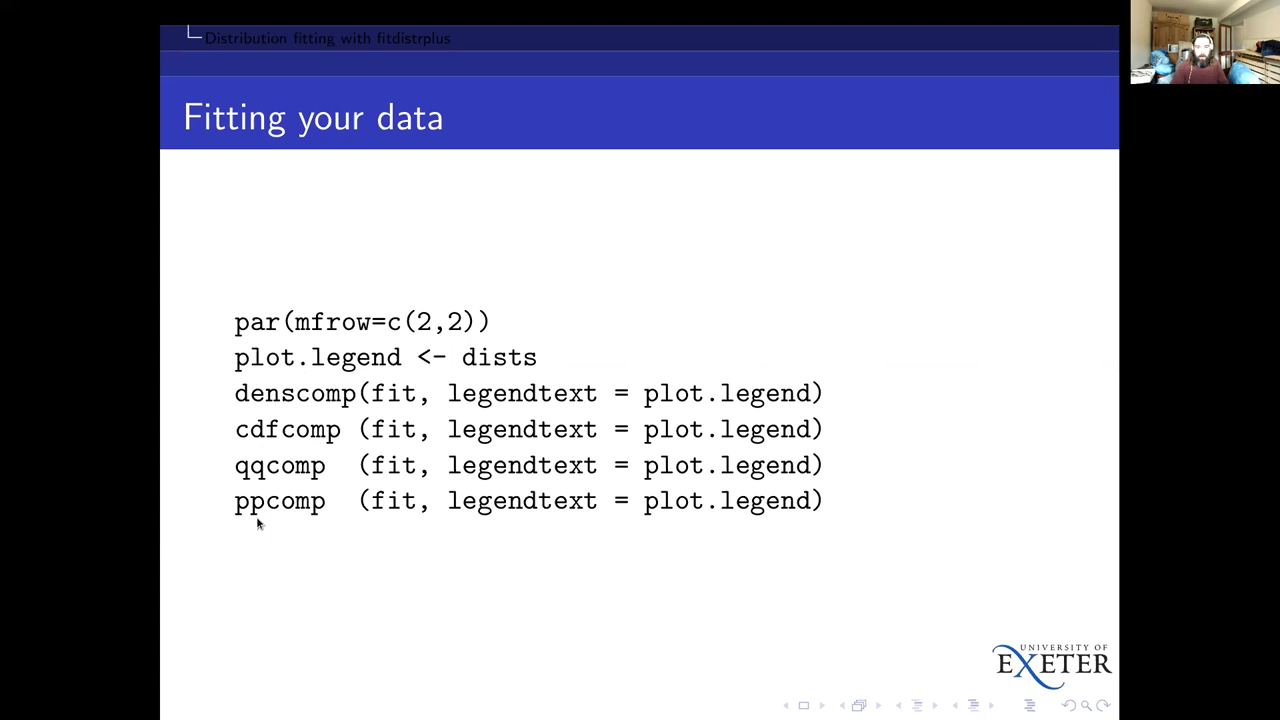 Distribution fitting with fitdistrplus
Fitting your data
par(mfrow=c(2,2))
plot.legend <- dists
denscomp(fit, legendtext = plot.legend)
cdfcomp (fit, legendtext = plot.legend)
qqcomp  (fit, legendtext = plot.legend)
ppcomp  (fit, legendtext = plot.legend)
UNIVERSITY OF
EXETER